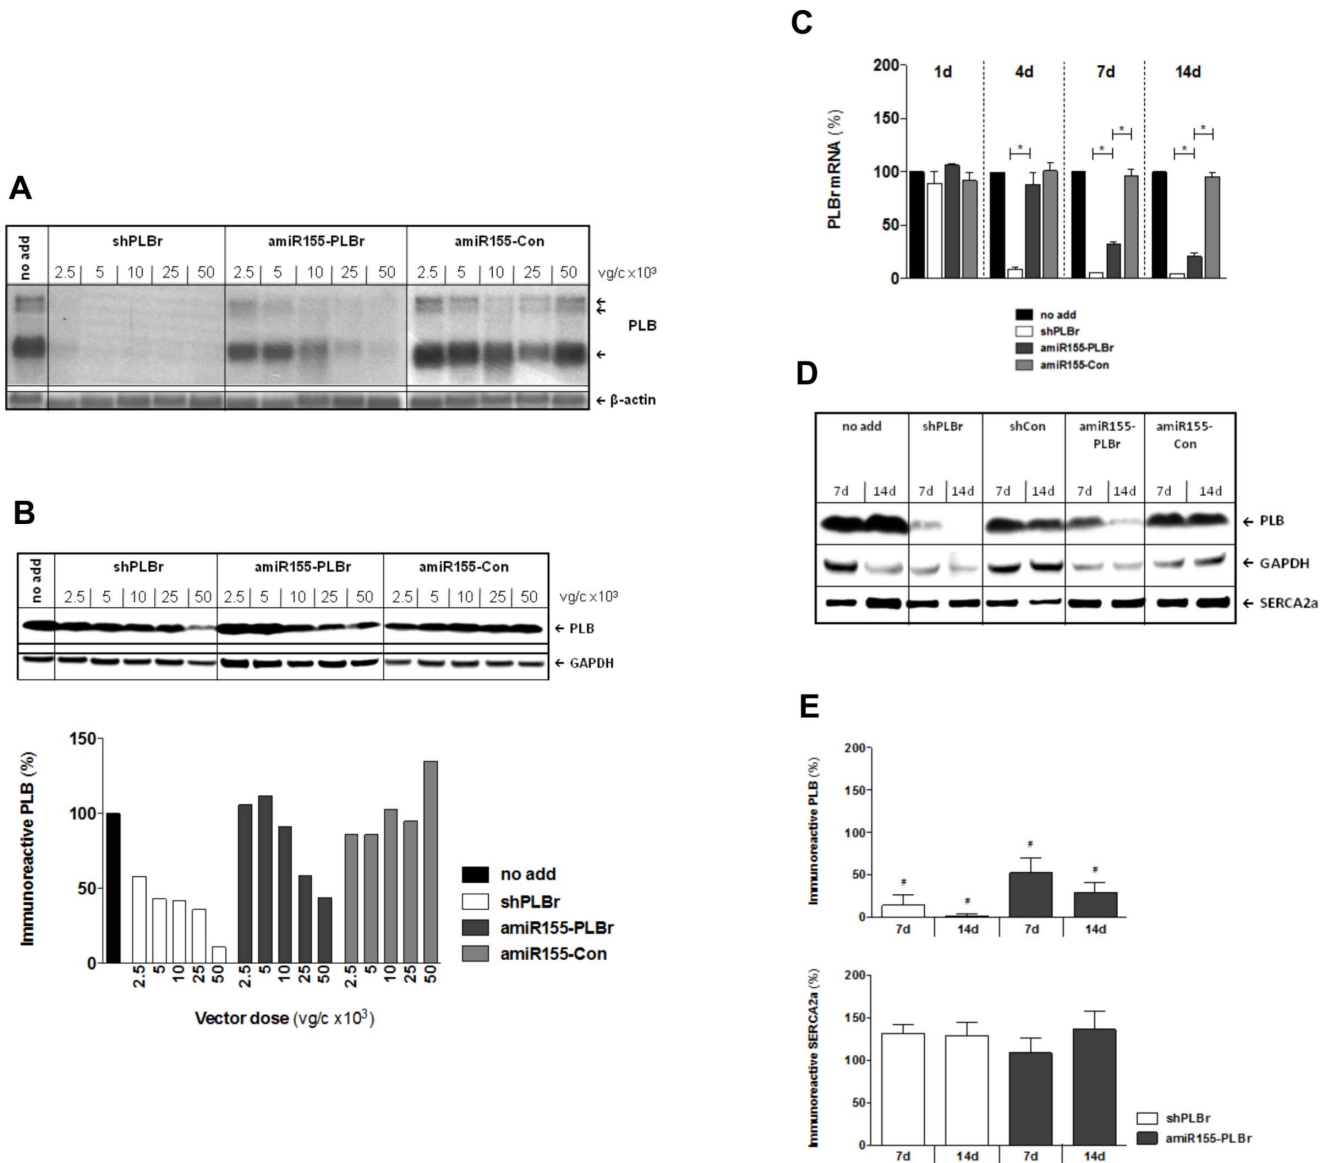 A
no add
shPLBr amiR155-PLBr amiR155-Con
2.5 5 10 25 50 2.5 5 10 25 50 2.5 5 10 25 50 vg/c x10³
←
←
PLB
←
← β-actin
B
no add
shPLBr amiR155-PLBr amiR155-Con
2.5 5 10 25 50 2.5 5 10 25 50 2.5 5 10 25 50 vg/c x10³
← PLB
← GAPDH
Immunoreactive PLB (%)
150
100
50
0
2.5 5 10 25 50 2.5 5 10 25 50 2.5 5 10 25 50
Vector dose (vg/c x10³)
no add
shPLBr
amiR155-PLBr
amiR155-Con
C
PLBr mRNA (%)
200
150
100
50
0
1d 4d 7d 14d
* * * * *
no add
shPLBr
amiR155-PLBr
amiR155-Con
D
no add shPLBr shCon amiR155- amiR155-
PLBr Con
7d 14d 7d 14d 7d 14d 7d 14d 7d 14d
← PLB
← GAPDH
← SERCA2a
E
Immunoreactive PLB (%)
200
150
100
50
0
# # # #
7d 14d 7d 14d
Immunoreactive SERCA2a (%)
200
150
100
50
0
7d 14d 7d 14d
shPLBr
amiR155-PLBr